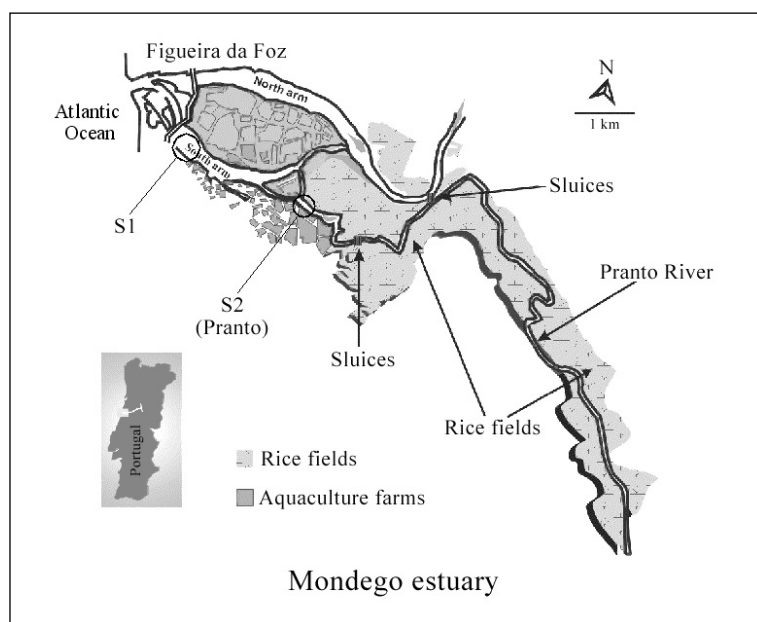 Figueira da Foz
North arm
N
Atlantic
Ocean
1 km
South arm
Sluices
S1
Pranto River
S2
(Pranto)
Sluices
Rice fields
Portugal
Rice fields
Aquaculture farms
Mondego estuary